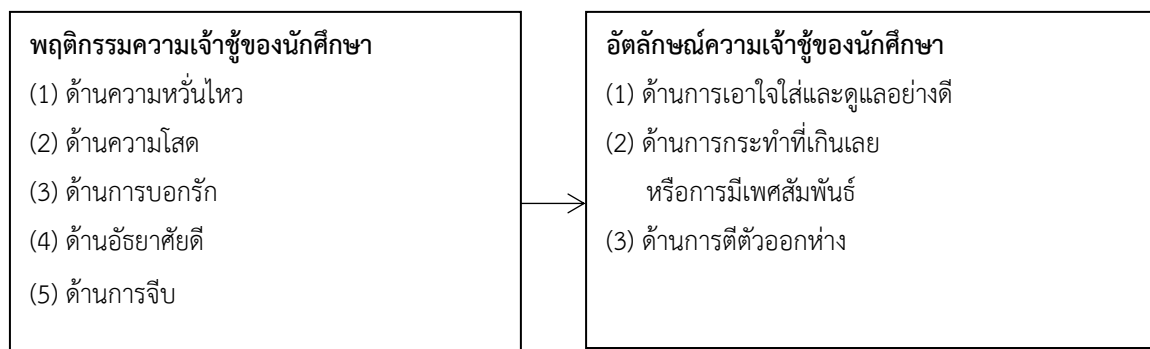 พฤติกรรมความเจ้าชู้ของนักศึกษา
(1) ด้านความหวั่นไหว
(2) ด้านความโสด
(3) ด้านการบอกรัก
(4) ด้านอัธยาศัยดี
(5) ด้านการจีบ
อัตลักษณ์ความเจ้าชู้ของนักศึกษา
(1) ด้านการเอาใจใส่และดูแลอย่างดี
(2) ด้านการกระทำที่เกินเลย
หรือการมีเพศสัมพันธ์
(3) ด้านการตีตัวออกห่าง